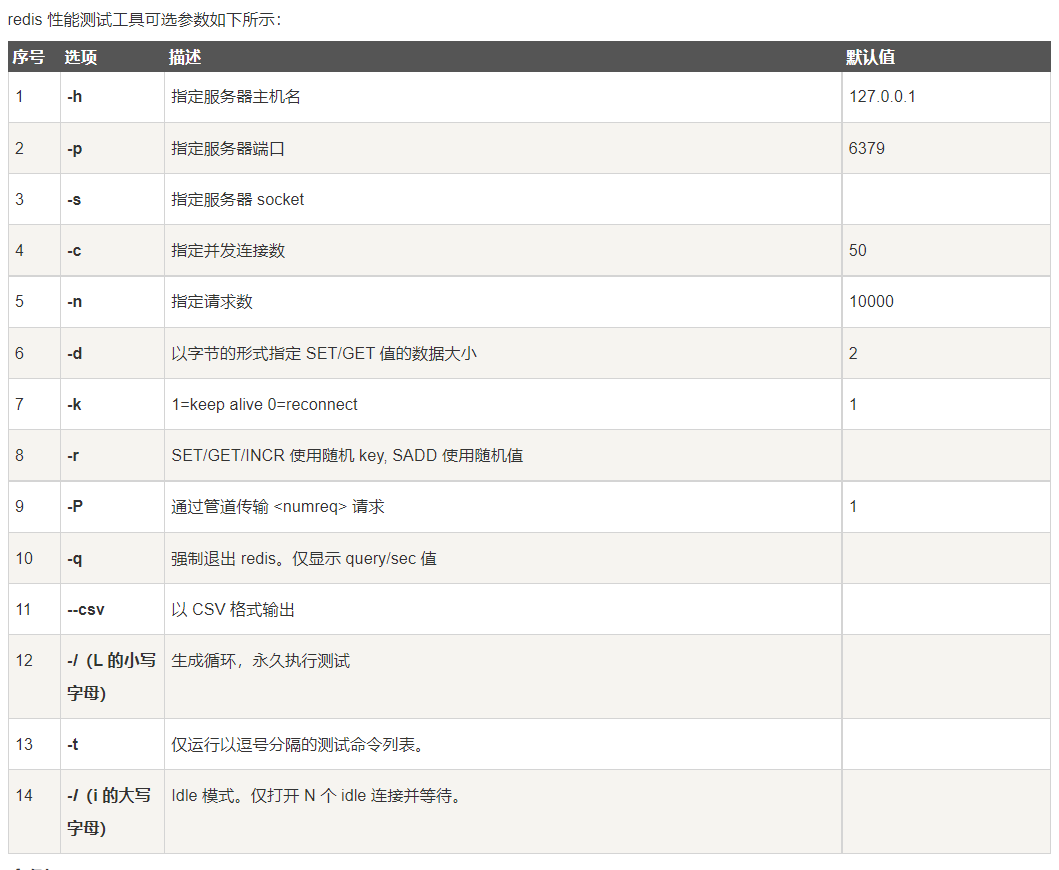 redis 性能测试工具可选参数如下所示：
序号 选项 描述 默认值
1 -h 指定服务器主机名 127.0.0.1
2 -p 指定服务器端口 6379
3 -s 指定服务器 socket
4 -c 指定并发连接数 50
5 -n 指定请求数 10000
6 -d 以字节的形式指定 SET/GET 值的数据大小 2
7 -k 1=keep alive 0=reconnect 1
8 -r SET/GET/INCR 使用随机 key, SADD 使用随机值
9 -P 通过管道传输 <numreq> 请求 1
10 -q 强制退出 redis。仅显示 query/sec 值
11 --csv 以 CSV 格式输出
12 -l（L 的小写 生成循环，永久执行测试
字母）
13 -t 仅运行以逗号分隔的测试命令列表。
14 -I（i 的大写 Idle 模式。仅打开 N 个 idle 连接并等待。
字母）